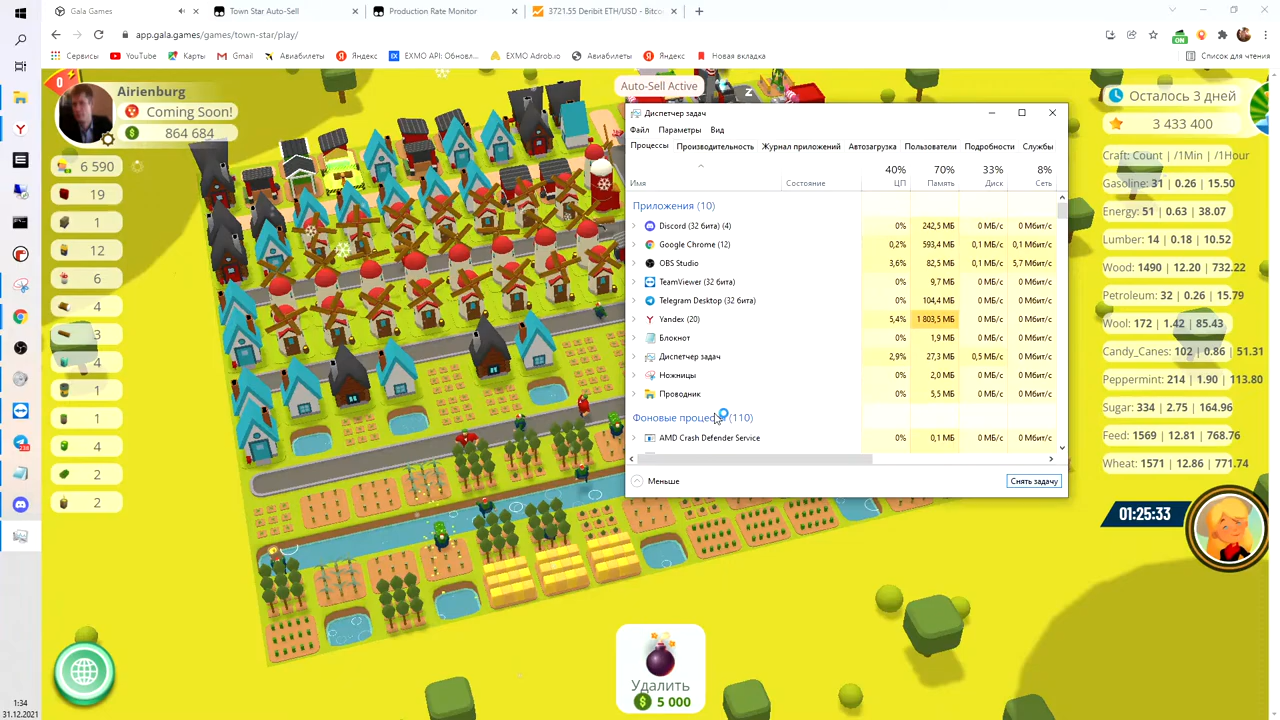 Gala Games
Town Star Auto-Sell
Production Rate Monitor
3721.55 Deribit ETH/USD - Bitco
app.gala.games/games/town-star/play/
Сервисы
YouTube
Карты
Gmail
Авиабилеты
Яндекс
EXMO API: Обновл...
EXMO Adrob.io
Авиабилеты
Яндекс
Новая вкладка
Список для чтения
ON
0
Airienburg
Coming Soon!
864 684
6 590
19
1
12
6
4
3
4
1
1
4
2
2
Auto-Sell Active
z
Диспетчер задач
Файл Параметры Вид
Процессы Производительность Журнал приложений Автозагрузка Пользователи Подробности Службы
40% 70% 33% 8%
Имя Состояние ЦП Память Диск Сеть
Приложения (10)
Discord (32 бита) (4) 0% 242,5 МБ 0 МБ/с 0 Мбит/с
Google Chrome (12) 0,2% 593,4 МБ 0,1 МБ/с 0,1 Мбит/с
OBS Studio 3,6% 82,5 МБ 0,1 МБ/с 5,7 Мбит/с
TeamViewer (32 бита) 0% 9,7 МБ 0 МБ/с 0 Мбит/с
Telegram Desktop (32 бита) 0% 104,4 МБ 0 МБ/с 0 Мбит/с
Yandex (20) 5,4% 1 803,5 МБ 0 МБ/с 0 Мбит/с
Блокнот 0% 1,9 МБ 0 МБ/с 0 Мбит/с
Диспетчер задач 2,9% 27,3 МБ 0,5 МБ/с 0 Мбит/с
Ножницы 0% 2,0 МБ 0 МБ/с 0 Мбит/с
Проводник 0% 5,5 МБ 0 МБ/с 0 Мбит/с
Фоновые процессы (110)
AMD Crash Defender Service 0% 0,1 МБ 0 МБ/с 0 Мбит/с
Меньше
Снять задачу
Осталось 3 дней
3 433 400
Craft: Count | /1Min | /1Hour
Gasoline: 31 | 0.26 | 15.50
Energy: 51 | 0.63 | 38.07
Lumber: 14 | 0.18 | 10.52
Wood: 1490 | 12.20 | 732.22
Petroleum: 32 | 0.26 | 15.79
Wool: 172 | 1.42 | 85.43
Candy_Canes: 102 | 0.86 | 51.31
Peppermint: 214 | 1.90 | 113.80
Sugar: 334 | 2.75 | 164.96
Feed: 1569 | 12.81 | 768.76
Wheat: 1571 | 12.86 | 771.74
01:25:33
Удалить
5 000
1:34
31.12.2021